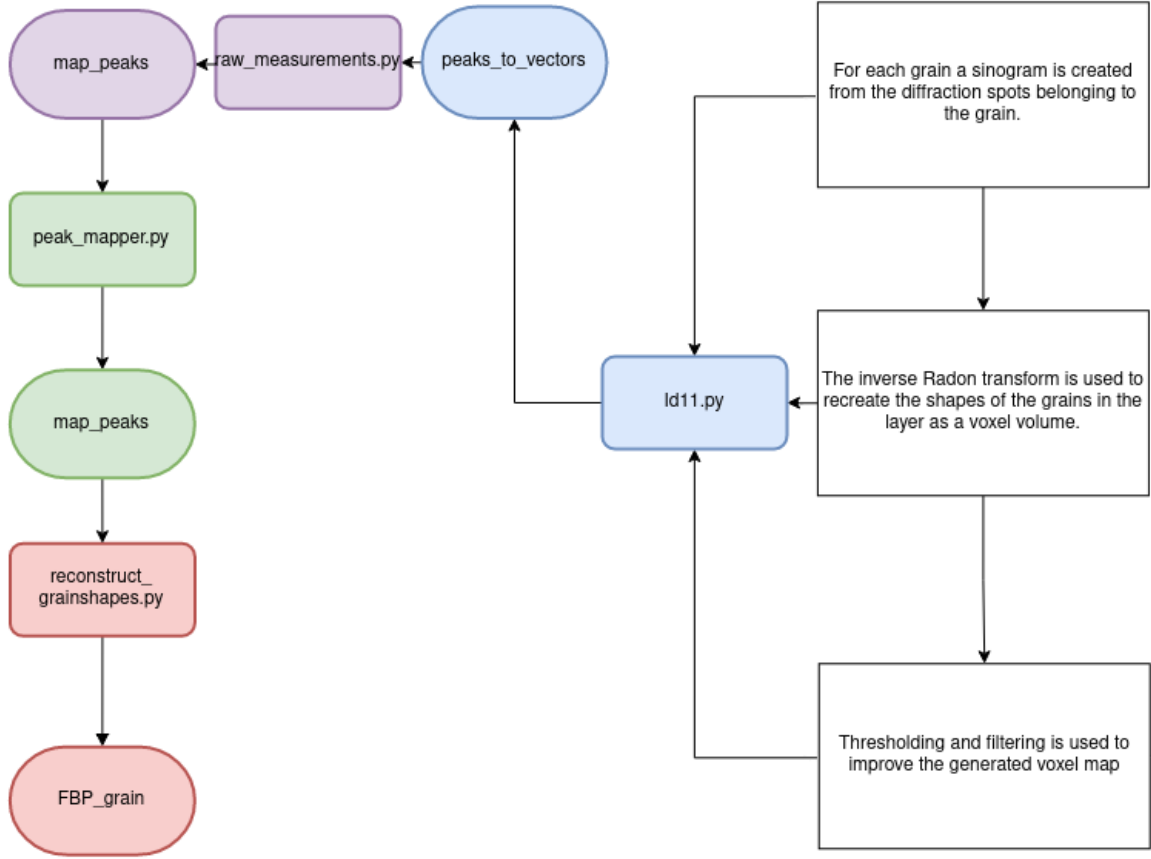 map_peaks
raw_measurements.py
peaks_to_vectors
For each grain a sinogram is created
from the diffraction spots belonging to
the grain.
peak_mapper.py
map_peaks
Id11.py
The inverse Radon transform is used to
recreate the shapes of the grains in the
layer as a voxel volume.
reconstruct_
grainshapes.py
FBP_grain
Thresholding and filtering is used to
improve the generated voxel map